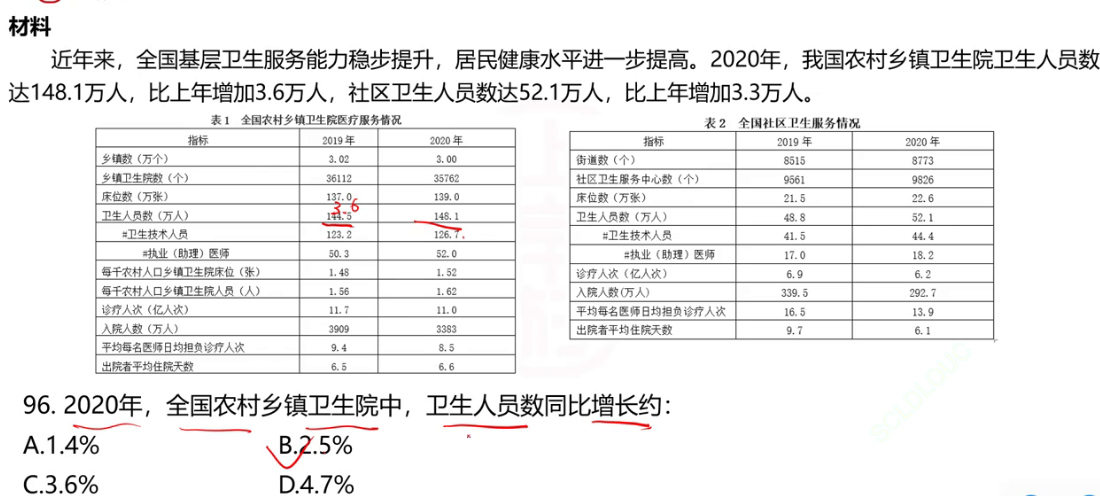 材料
近年来，全国基层卫生服务能力稳步提升，居民健康水平进一步提高。2020年，我国农村乡镇卫生院卫生人员数
达148.1万人，比上年增加3.6万人，社区卫生人员数达52.1万人，比上年增加3.3万人。
表1 全国农村乡镇卫生院医疗服务情况
指标 2019年 2020年
乡镇数（万个） 3.02 3.00
乡镇卫生院数（个） 36112 35762
床位数（万张） 137.0 139.0
3.6
卫生人员数（万人） 144.5 148.1
#卫生技术人员 123.2 126.7
#执业（助理）医师 50.3 52.0
每千农村人口乡镇卫生院床位（张） 1.48 1.52
每千农村人口乡镇卫生院人员（人） 1.56 1.62
诊疗人次（亿人次） 11.7 11.0
入院人数（万人） 3909 3383
平均每名医师日均担负诊疗人次 9.4 8.5
出院者平均住院天数 6.5 6.6
表2 全国社区卫生服务情况
指标 2019年 2020年
街道数（个） 8515 8773
社区卫生服务中心数（个） 9561 9826
床位数（万张） 21.5 22.6
卫生人员数（万人） 48.8 52.1
#卫生技术人员 41.5 44.4
#执业（助理）医师 17.0 18.2
诊疗人次（亿人次） 6.9 6.2
入院人数(万人） 339.5 292.7
平均每名医师日均担负诊疗人次 16.5 13.9
出院者平均住院天数 9.7 6.1
96. 2020年，全国农村乡镇卫生院中，卫生人员数同比增长约：
A.1.4% B.2.5%
C.3.6% D.4.7%